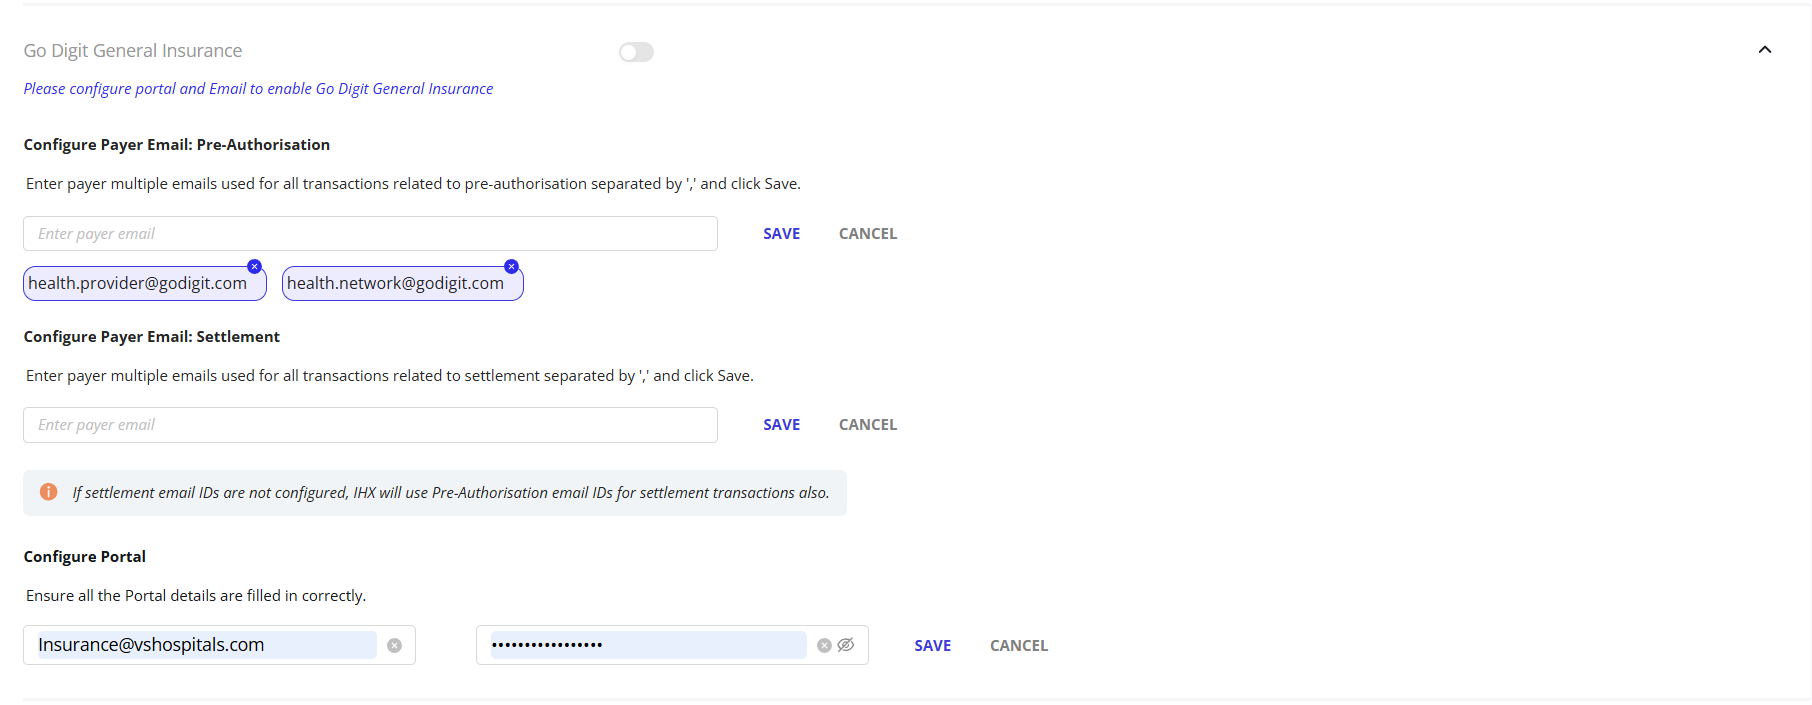 Go Digit General Insurance
Please configure portal and Email to enable Go Digit General Insurance
Configure Payer Email: Pre-Authorisation
Enter payer multiple emails used for all transactions related to pre-authorisation separated by ',' and click Save.
Enter payer email SAVE CANCEL
health.provider@godigit.com health.network@godigit.com
Configure Payer Email: Settlement
Enter payer multiple emails used for all transactions related to settlement separated by ',' and click Save.
Enter payer email SAVE CANCEL
If settlement email IDs are not configured, IHX will use Pre-Authorisation email IDs for settlement transactions also.
Configure Portal
Ensure all the Portal details are filled in correctly.
Insurance@vshospitals.com ••••••••••••••••• SAVE CANCEL